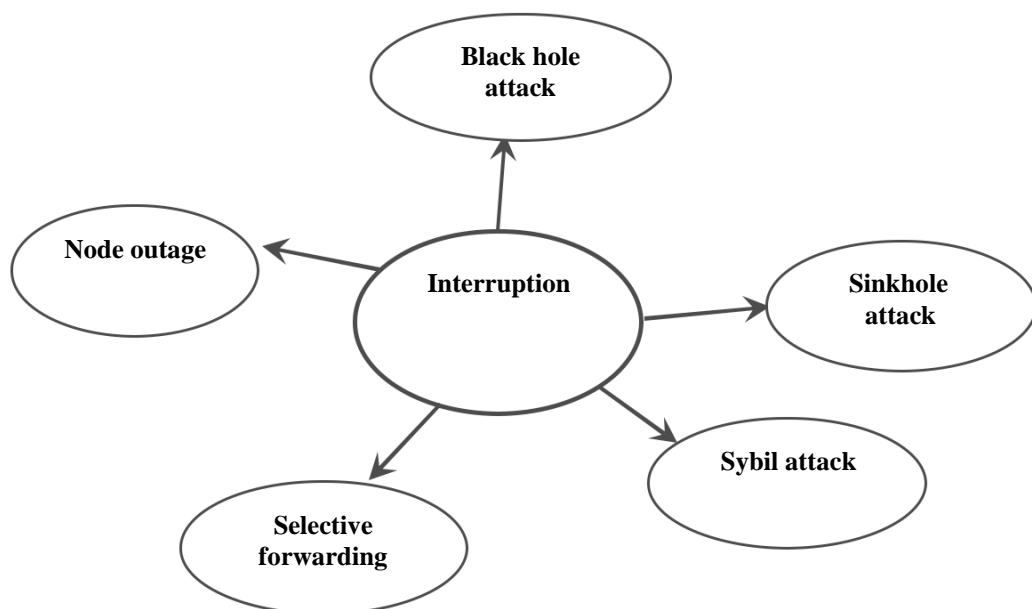 Black hole
attack
Node outage
Interruption
Sinkhole
attack
Sybil attack
Selective
forwarding